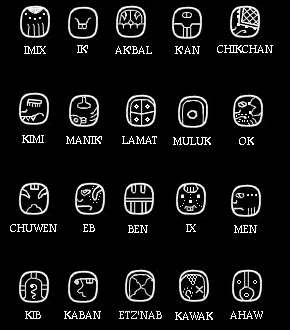 IMIX IK' AK'BAL K'AN CHIKCHAN
KIMI MANIK' LAMAT MULUK OK
CHUWEN EB BEN IX MEN
KIB KABAN ETZ'NAB KAWAK AHAW